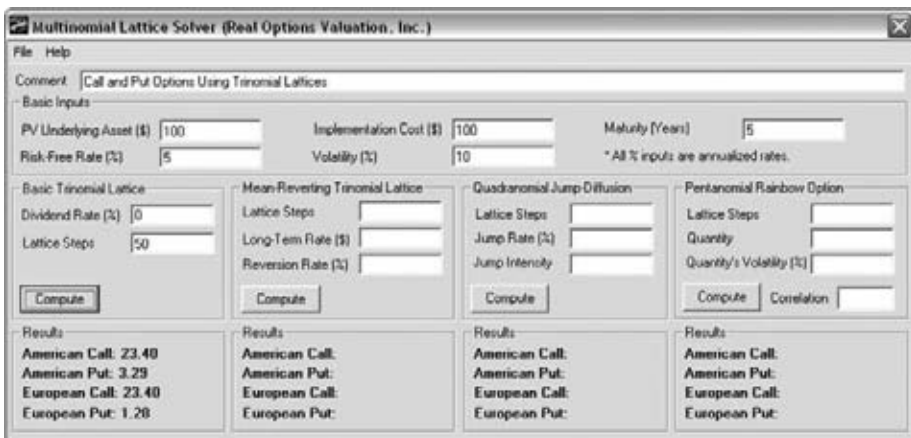 Multinomial Lattice Solver (Real Options Valuation, Inc.)
File Help
Comment Call and Put Options Using Trinomial Lattices
Basic Inputs
PV Underlying Asset ($) 100 Implementation Cost ($) 100 Maturity (Years) 5
Risk-Free Rate (%) 5 Volatility (%) 10 * All % inputs are annualized rates.
Basic Trinomial Lattice
Dividend Rate (%) 0
Lattice Steps 50
Compute
Mean-Reverting Trinomial Lattice
Lattice Steps
Long-Term Rate ($)
Reversion Rate (%)
Compute
Quadranomial Jump Diffusion
Lattice Steps
Jump Rate (%)
Jump Intensity
Compute
Pentanomial Rainbow Option
Lattice Steps
Quantity
Quantity's Volatility (%)
Compute Correlation
Results
American Call: 23.40
American Put: 3.29
European Call: 23.40
European Put: 1.28
Results
American Call:
American Put:
European Call:
European Put:
Results
American Call:
American Put:
European Call:
European Put:
Results
American Call:
American Put:
European Call:
European Put: